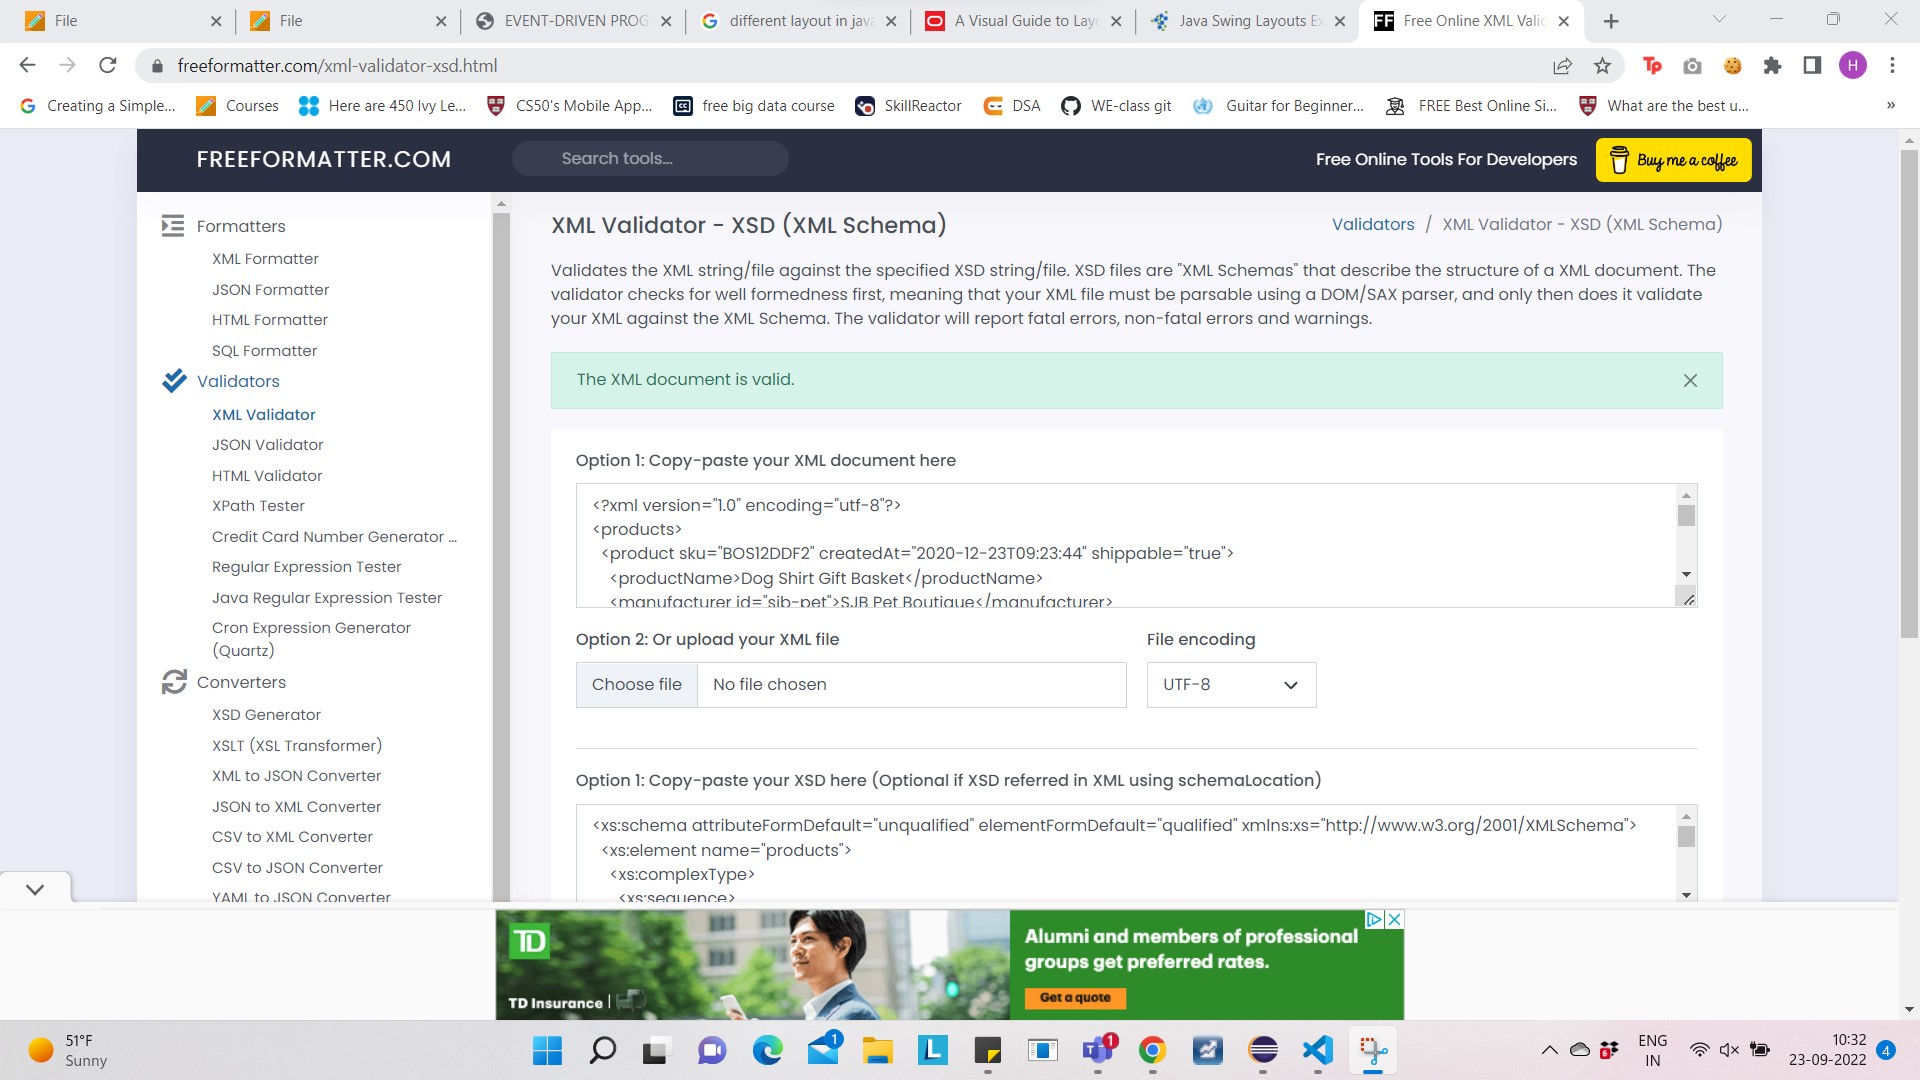 File
File
EVENT-DRIVEN PROG
different layout in java
A Visual Guide to Layo
Java Swing Layouts Ex
FF
Free Online XML Valid
freeformatter.com/xml-validator-xsd.html
Tp
H
Creating a Simple...
Courses
Here are 450 Ivy Le...
CS50's Mobile App...
free big data course
SkillReactor
DSA
WE-class git
Guitar for Beginner...
FREE Best Online Si...
What are the best u...
»
FREEFORMATTER.COM
Search tools...
Free Online Tools For Developers
Buy me a coffee
Formatters
XML Formatter
JSON Formatter
HTML Formatter
SQL Formatter
Validators
XML Validator
JSON Validator
HTML Validator
XPath Tester
Credit Card Number Generator ...
Regular Expression Tester
Java Regular Expression Tester
Cron Expression Generator
(Quartz)
Converters
XSD Generator
XSLT (XSL Transformer)
XML to JSON Converter
JSON to XML Converter
CSV to XML Converter
CSV to JSON Converter
YAML to JSON Converter
XML Validator - XSD (XML Schema)
Validators / XML Validator - XSD (XML Schema)
Validates the XML string/file against the specified XSD string/file. XSD files are "XML Schemas" that describe the structure of a XML document. The
validator checks for well formedness first, meaning that your XML file must be parsable using a DOM/SAX parser, and only then does it validate
your XML against the XML Schema. The validator will report fatal errors, non-fatal errors and warnings.
The XML document is valid.
Option 1: Copy-paste your XML document here
<?xml version="1.0" encoding="utf-8"?>
<products>
<product sku="BOS12DDF2" createdAt="2020-12-23T09:23:44" shippable="true">
<productName>Dog Shirt Gift Basket</productName>
<manufacturer id="sjb-pet">SJB Pet Boutique</manufacturer>
Option 2: Or upload your XML file
File encoding
Choose file
No file chosen
UTF-8
Option 1: Copy-paste your XSD here (Optional if XSD referred in XML using schemaLocation)
<xs:schema attributeFormDefault="unqualified" elementFormDefault="qualified" xmlns:xs="http://www.w3.org/2001/XMLSchema">
<xs:element name="products">
<xs:complexType>
<xs:sequence>
TD
TD Insurance
Alumni and members of professional
groups get preferred rates.
Get a quote
51°F
Sunny
1
L
1
6
ENG
IN
10:32
23-09-2022
4